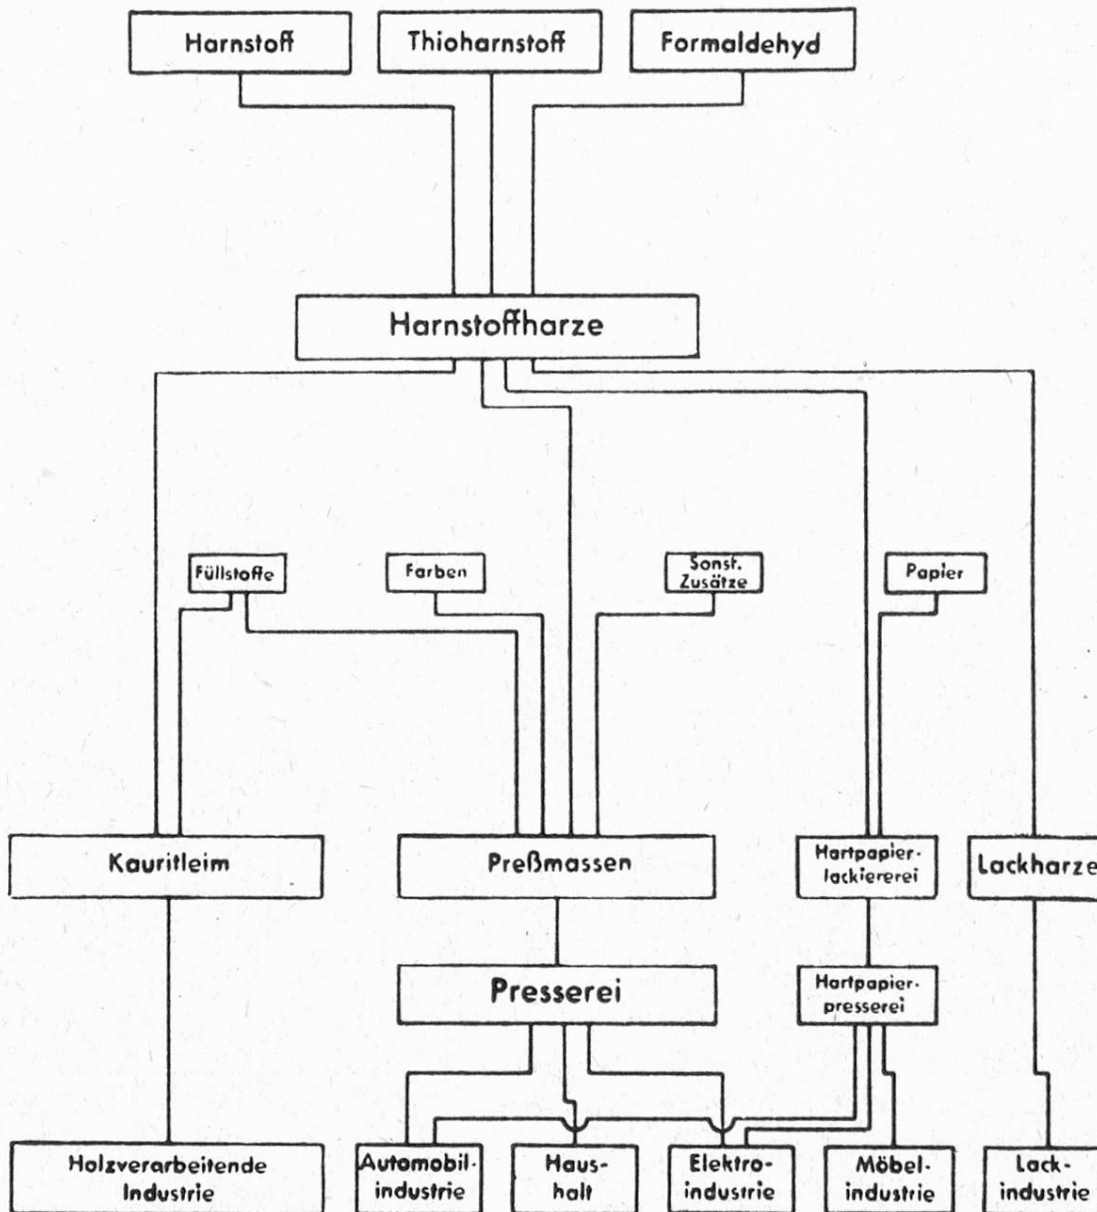 Harnstoff
Thioharnstoff
Formaldehyd
Harnstoffharze
Füllstoffe
Farben
Sonst.
Zusätze
Papier
Kauritleim
Preßmassen
Hartpapier-
lackiererei
Lackharze
Presserei
Hartpapier-
presserei
Holzverarbeitende
Industrie
Automobil-
industrie
Haus-
halt
Elektro-
industrie
Möbel-
industrie
Lack-
industrie